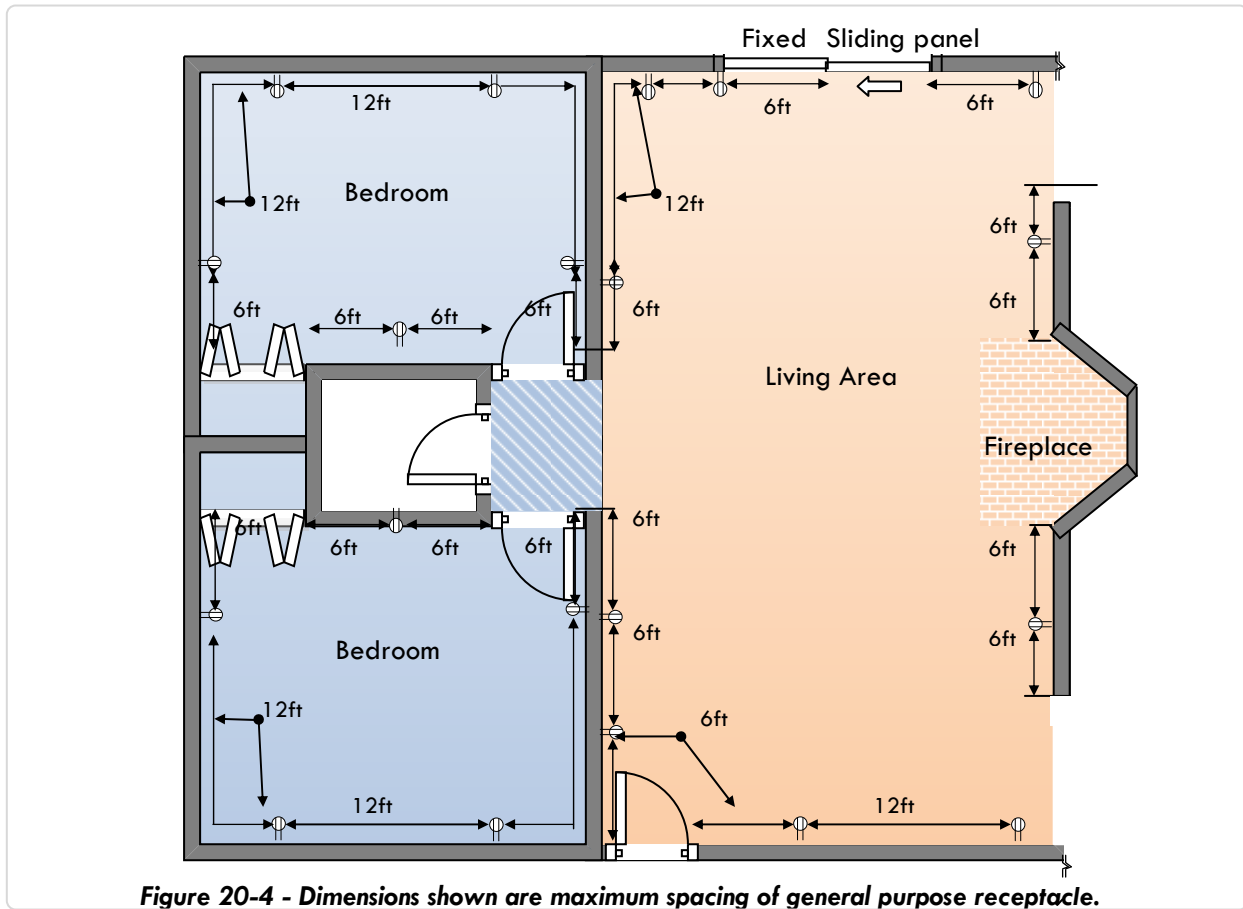 Fixed Sliding panel
12ft
6ft
6ft
Bedroom
12ft
12ft
6ft
6ft
6ft
6ft
6ft
6ft
6ft
6ft
Living Area
Fireplace
6ft
6ft
6ft
6ft
6ft
6ft
6ft
6ft
Bedroom
12ft
6ft
12ft
12ft
Figure 20-4 - Dimensions shown are maximum spacing of general purpose receptacle.